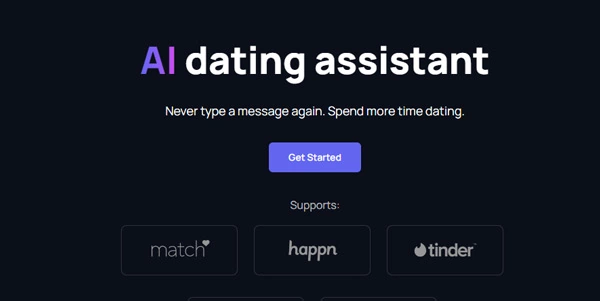 AI dating assistant
Never type a message again. Spend more time dating.
Get Started
Supports:
match
happn
tinder